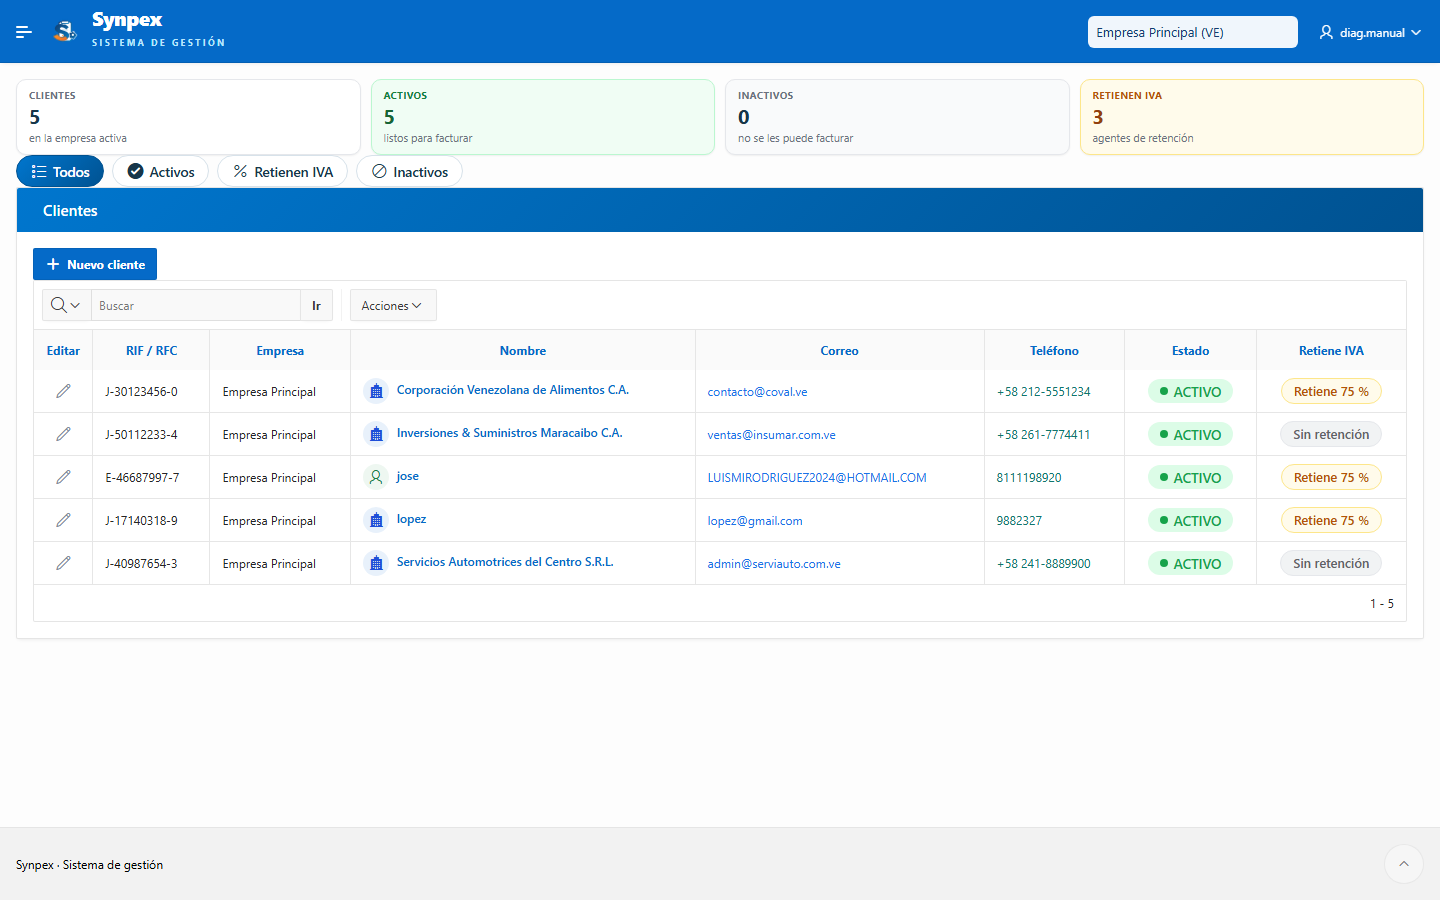 Synpex
SISTEMA DE GESTIÓN
Empresa Principal (VE)
diag.manual
CLIENTES
5
en la empresa activa
ACTIVOS
5
listos para facturar
INACTIVOS
0
no se les puede facturar
RETIENEN IVA
3
agentes de retención
Todos
Activos
Retienen IVA
Inactivos
Clientes
Nuevo cliente
Buscar
Ir
Acciones
Editar RIF / RFC Empresa Nombre Correo Teléfono Estado Retiene IVA
J-30123456-0 Empresa Principal Corporación Venezolana de Alimentos C.A. contacto@coval.ve +58 212-5551234 ACTIVO Retiene 75 %
J-50112233-4 Empresa Principal Inversiones & Suministros Maracaibo C.A. ventas@insumar.com.ve +58 261-7774411 ACTIVO Sin retención
E-46687997-7 Empresa Principal jose LUISMIRODRIGUEZ2024@HOTMAIL.COM 8111198920 ACTIVO Retiene 75 %
J-17140318-9 Empresa Principal lopez lopez@gmail.com 9882327 ACTIVO Retiene 75 %
J-40987654-3 Empresa Principal Servicios Automotrices del Centro S.R.L. admin@serviauto.com.ve +58 241-8889900 ACTIVO Sin retención
1 - 5
Synpex · Sistema de gestión